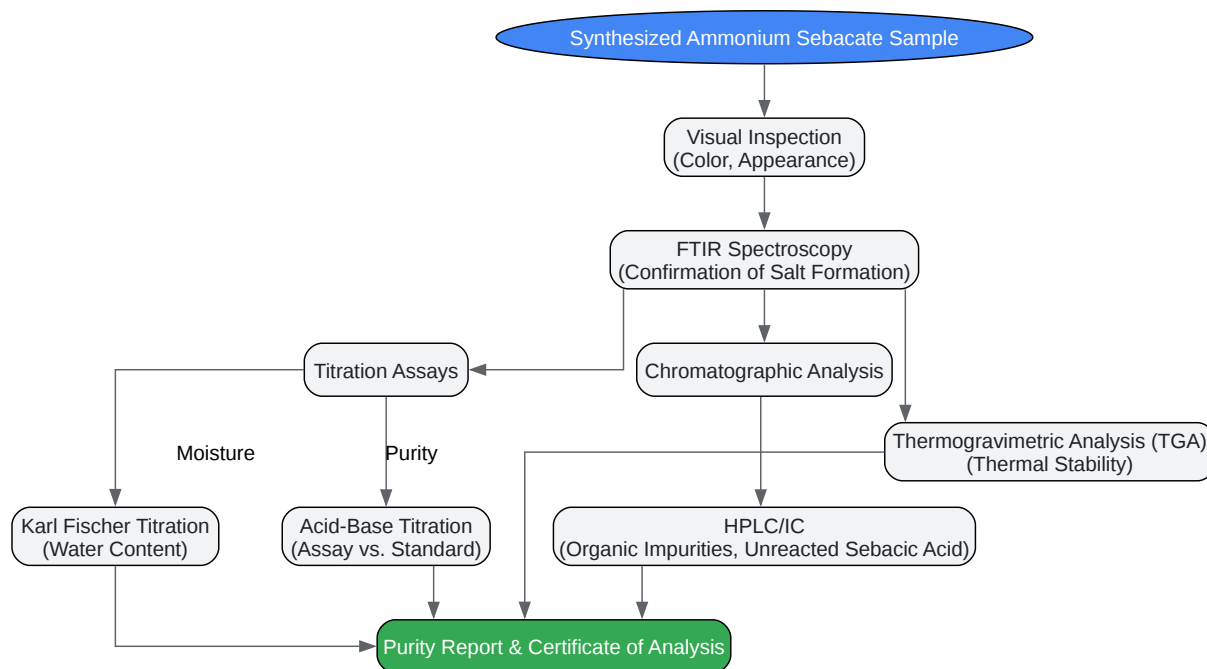 Synthesized Ammonium Sebacate Sample
Visual Inspection
(Color, Appearance)
FTIR Spectroscopy
(Confirmation of Salt Formation)
Titration Assays
Chromatographic Analysis
Thermogravimetric Analysis (TGA)
(Thermal Stability)
Moisture
Purity
Karl Fischer Titration
(Water Content)
Acid-Base Titration
(Assay vs. Standard)
HPLC/IC
(Organic Impurities, Unreacted Sebacic Acid)
Purity Report & Certificate of Analysis